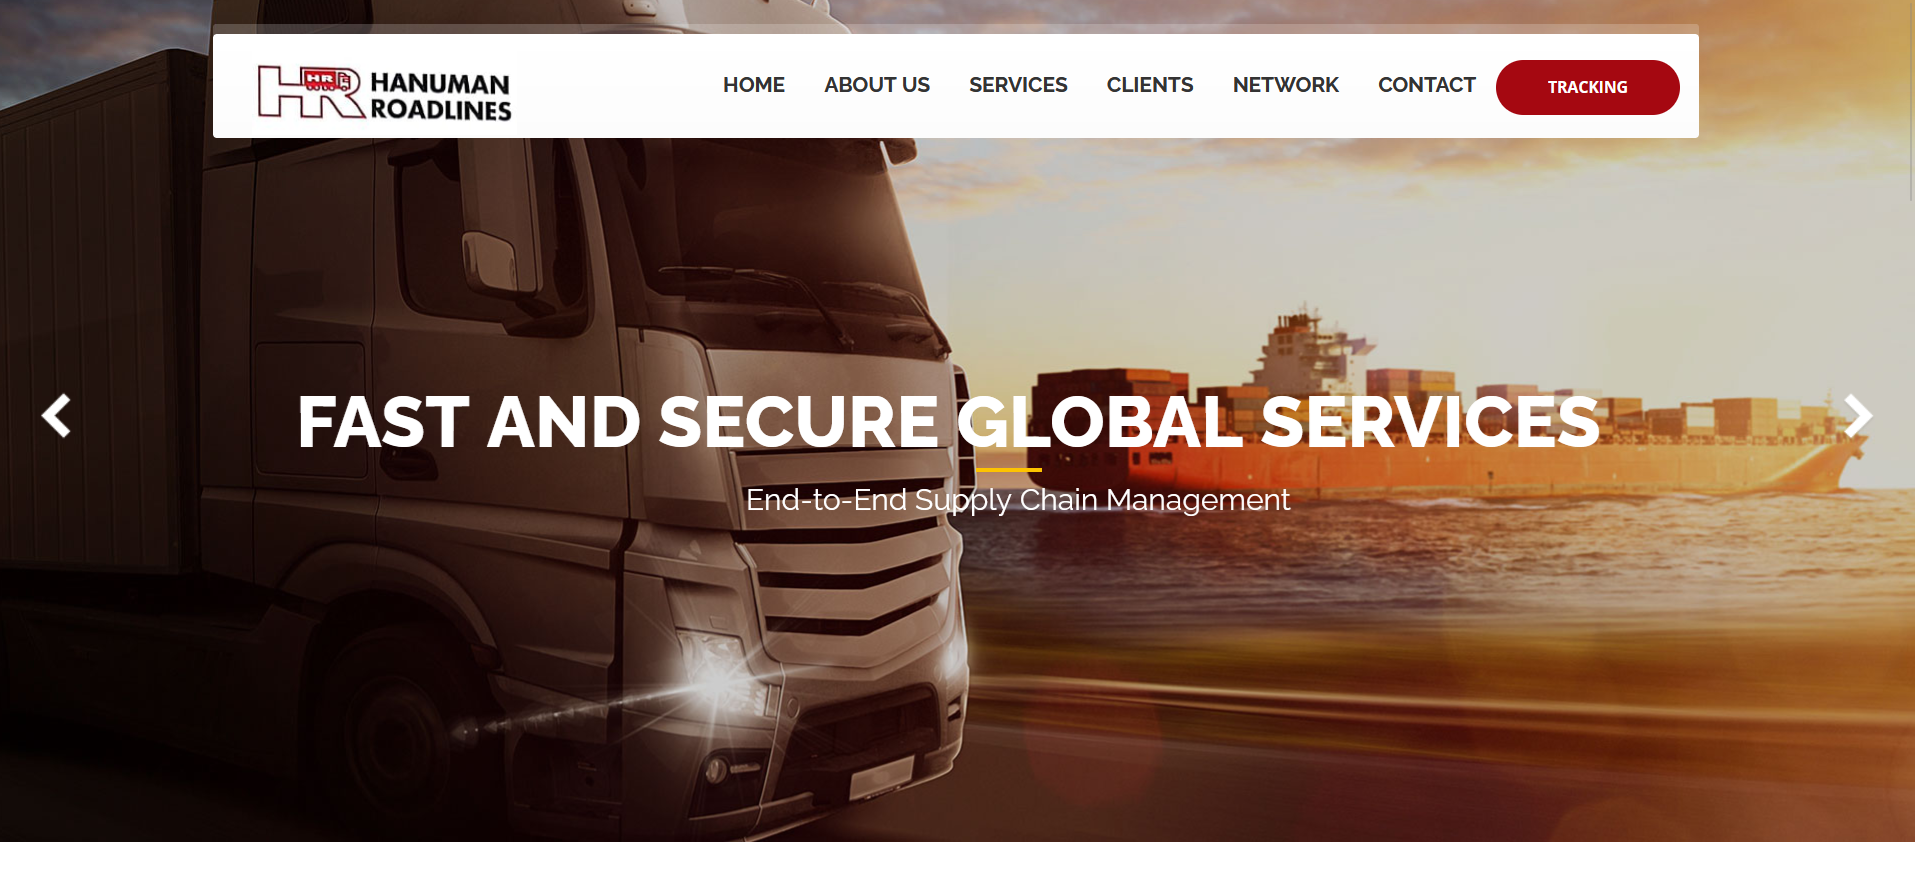 HR
HR
HANUMAN
ROADLINES
HOME
ABOUT US
SERVICES
CLIENTS
NETWORK
CONTACT
TRACKING
FAST AND SECURE GLOBAL SERVICES
End-to-End Supply Chain Management